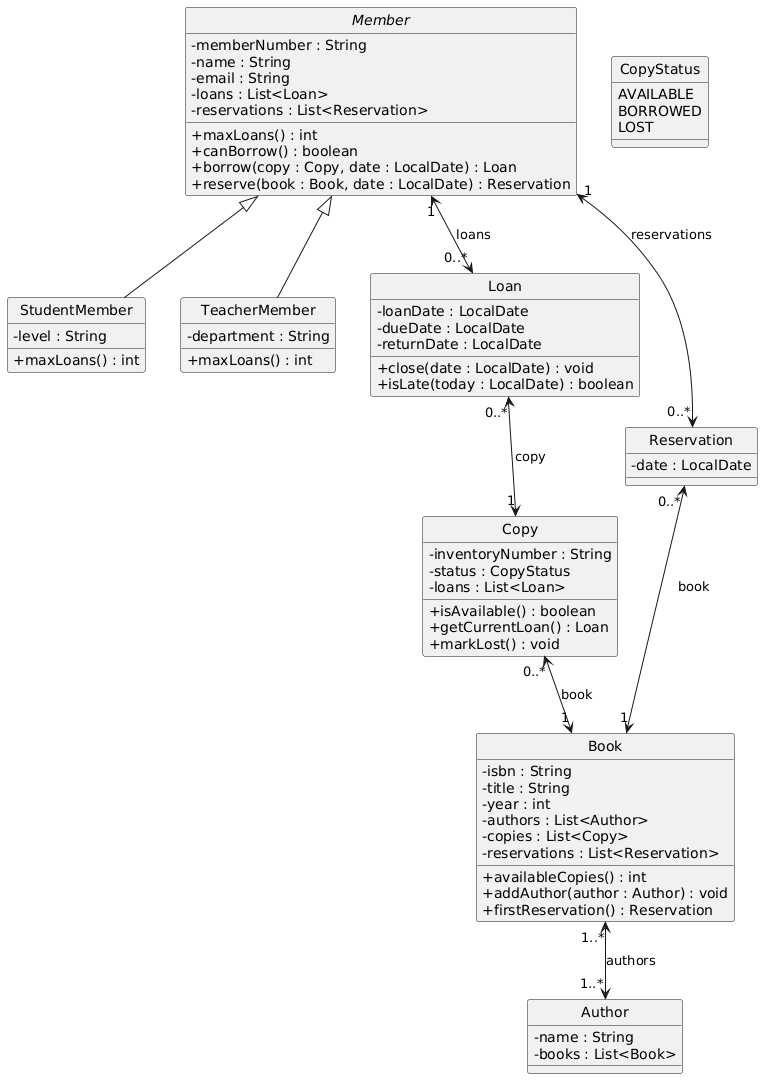 Member
-memberNumber : String
-name : String
-email : String
-loans : List<Loan>
-reservations : List<Reservation>
+maxLoans() : int
+canBorrow() : boolean
+borrow(copy : Copy, date : LocalDate) : Loan
+reserve(book : Book, date : LocalDate) : Reservation
CopyStatus
AVAILABLE
BORROWED
LOST
1
loans
0..*
1
reservations
0..*
StudentMember
-level : String
+maxLoans() : int
TeacherMember
-department : String
+maxLoans() : int
Loan
-loanDate : LocalDate
-dueDate : LocalDate
-returnDate : LocalDate
+close(date : LocalDate) : void
+isLate(today : LocalDate) : boolean
0..*
copy
1
Reservation
-date : LocalDate
0..*
book
1
Copy
-inventoryNumber : String
-status : CopyStatus
-loans : List<Loan>
+isAvailable() : boolean
+getCurrentLoan() : Loan
+markLost() : void
0..*
book
1
Book
-isbn : String
-title : String
-year : int
-authors : List<Author>
-copies : List<Copy>
-reservations : List<Reservation>
+availableCopies() : int
+addAuthor(author : Author) : void
+firstReservation() : Reservation
1..*
authors
1..*
Author
-name : String
-books : List<Book>